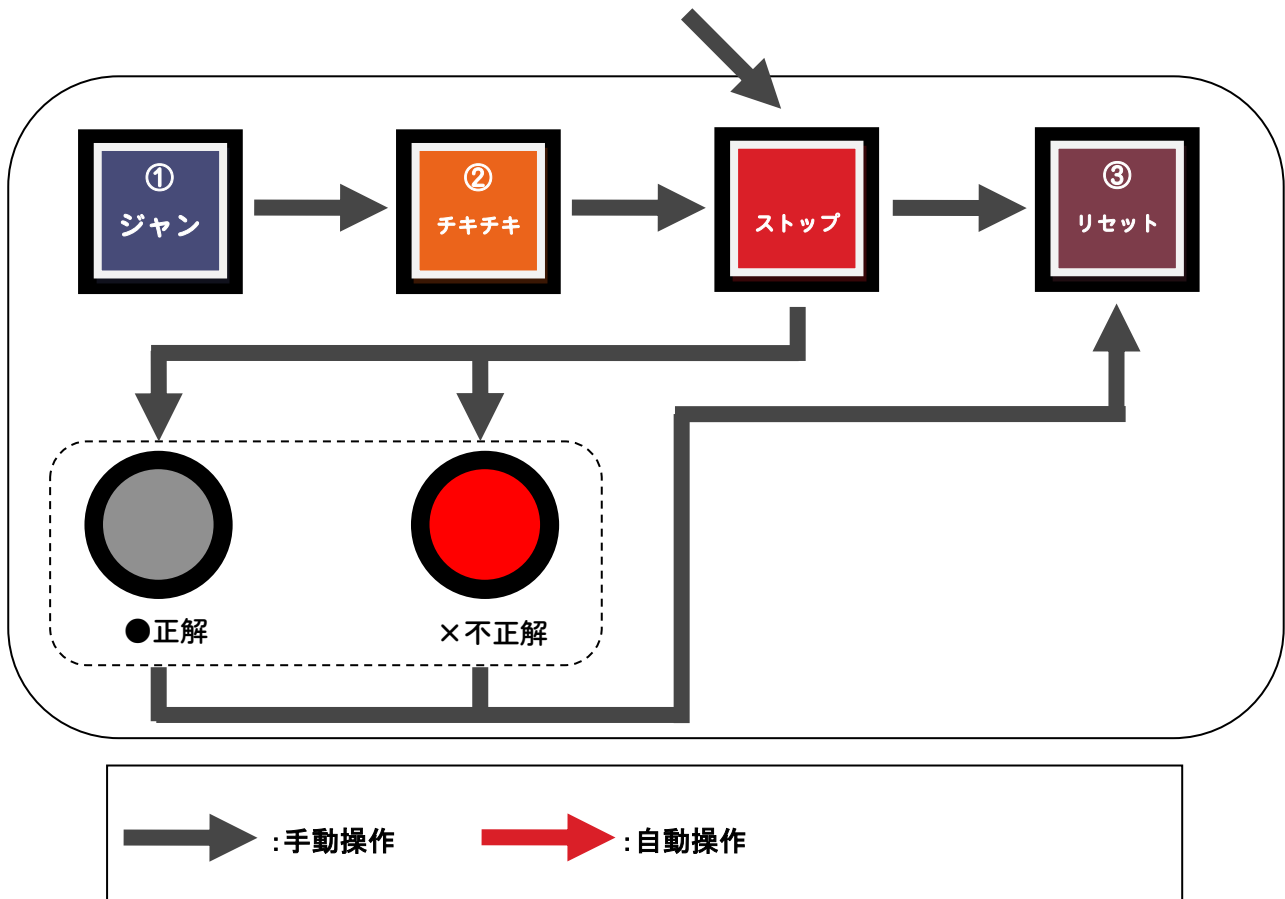 ①
ジャン
②
チキチキ
ストップ
③
リセット
●正解
×不正解
:手動操作
:自動操作